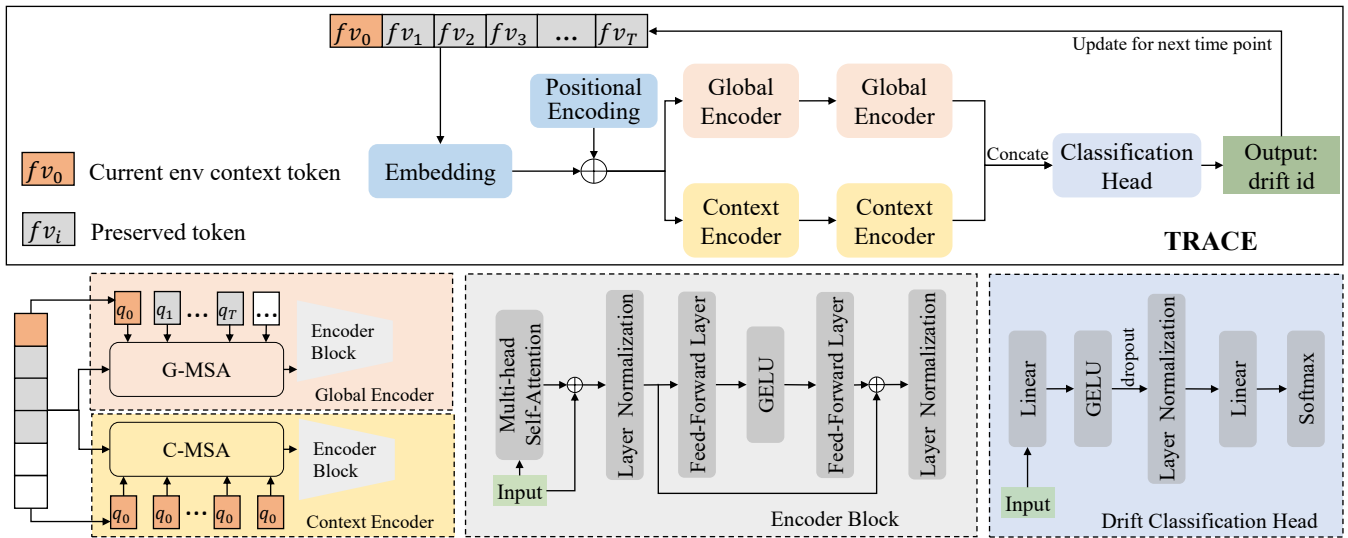 fv₀ fv₁ fv₂ fv₃ ... fv_T
Update for next time point
Positional
Encoding
Global
Encoder
Global
Encoder
Embedding
Concate
Classification
Head
Output:
drift id
Context
Encoder
Context
Encoder
fv₀ Current env context token
fv_i Preserved token
TRACE
q₀ q₁ ... q_T ...
G-MSA
Encoder
Block
Global Encoder
C-MSA
Encoder
Block
q₀ q₀ ... q₀ q₀
Context Encoder
Multi-head
Self-Attention
Layer Normalization
Feed-Forward Layer
GELU
Feed-Forward Layer
Layer Normalization
Input
Encoder Block
Linear
GELU
dropout
Layer Normalization
Linear
Softmax
Input
Drift Classification Head